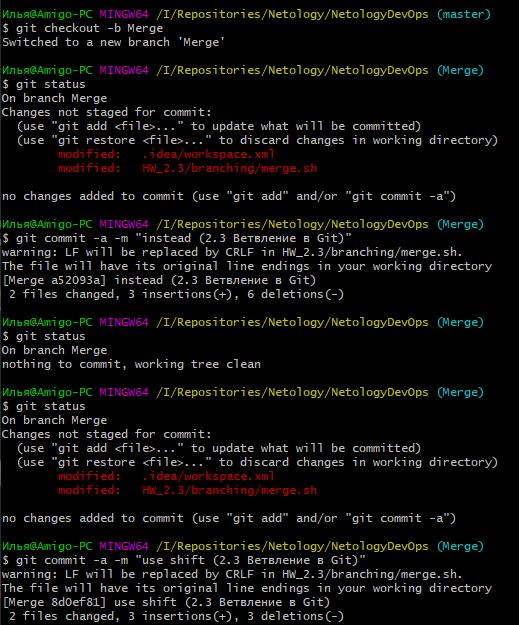 Илья@Amigo-PC MINGW64 /I/Repositories/Netology/NetologyDevOps (master)
$ git checkout -b Merge
Switched to a new branch 'Merge'
Илья@Amigo-PC MINGW64 /I/Repositories/Netology/NetologyDevOps (Merge)
$ git status
On branch Merge
Changes not staged for commit:
  (use "git add <file>..." to update what will be committed)
  (use "git restore <file>..." to discard changes in working directory)
        modified:   .idea/workspace.xml
        modified:   HW_2.3/branching/merge.sh
no changes added to commit (use "git add" and/or "git commit -a")
Илья@Amigo-PC MINGW64 /I/Repositories/Netology/NetologyDevOps (Merge)
$ git commit -a -m "instead (2.3 Ветвление в Git)"
warning: LF will be replaced by CRLF in HW_2.3/branching/merge.sh.
The file will have its original line endings in your working directory
[Merge a52093a] instead (2.3 Ветвление в Git)
 2 files changed, 3 insertions(+), 6 deletions(-)
Илья@Amigo-PC MINGW64 /I/Repositories/Netology/NetologyDevOps (Merge)
$ git status
On branch Merge
nothing to commit, working tree clean
Илья@Amigo-PC MINGW64 /I/Repositories/Netology/NetologyDevOps (Merge)
$ git status
On branch Merge
Changes not staged for commit:
  (use "git add <file>..." to update what will be committed)
  (use "git restore <file>..." to discard changes in working directory)
        modified:   .idea/workspace.xml
        modified:   HW_2.3/branching/merge.sh
no changes added to commit (use "git add" and/or "git commit -a")
Илья@Amigo-PC MINGW64 /I/Repositories/Netology/NetologyDevOps (Merge)
$ git commit -a -m "use shift (2.3 Ветвление в Git)"
warning: LF will be replaced by CRLF in HW_2.3/branching/merge.sh.
The file will have its original line endings in your working directory
[Merge 8d0ef81] use shift (2.3 Ветвление в Git)
 2 files changed, 3 insertions(+), 3 deletions(-)